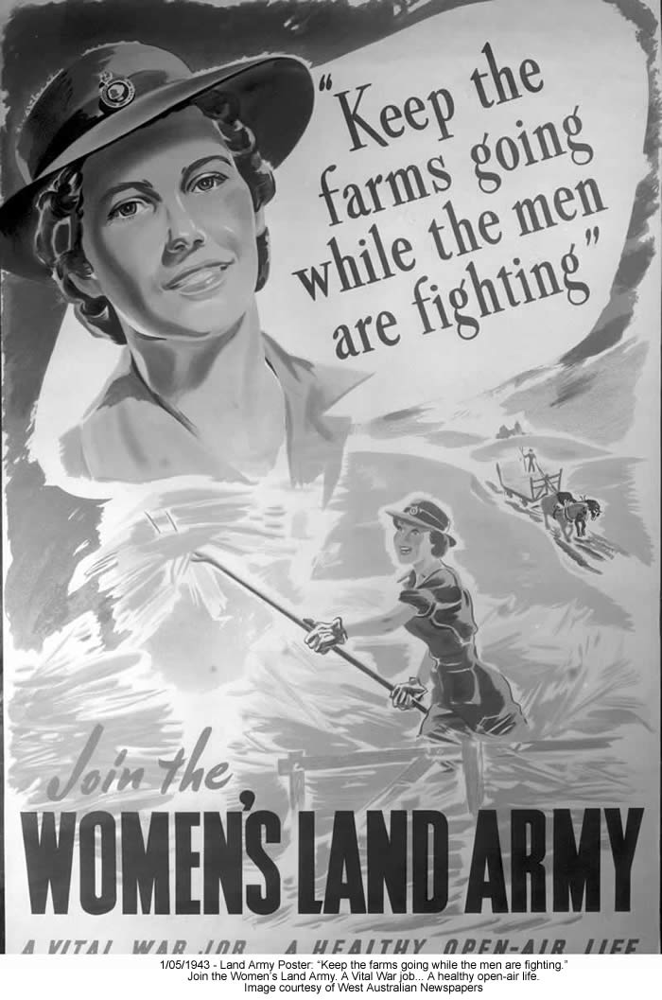 "Keep the
farms going
while the men
are fighting"
Join the
WOMEN'S LAND ARMY
A VITAL WAR JOB A HEALTHY OPEN-AIR LIFE
1/05/1943 - Land Army Poster: “Keep the farms going while the men are fighting.”
Join the Women's Land Army. A Vital War job... A healthy open-air life.
Image courtesy of West Australian Newspapers